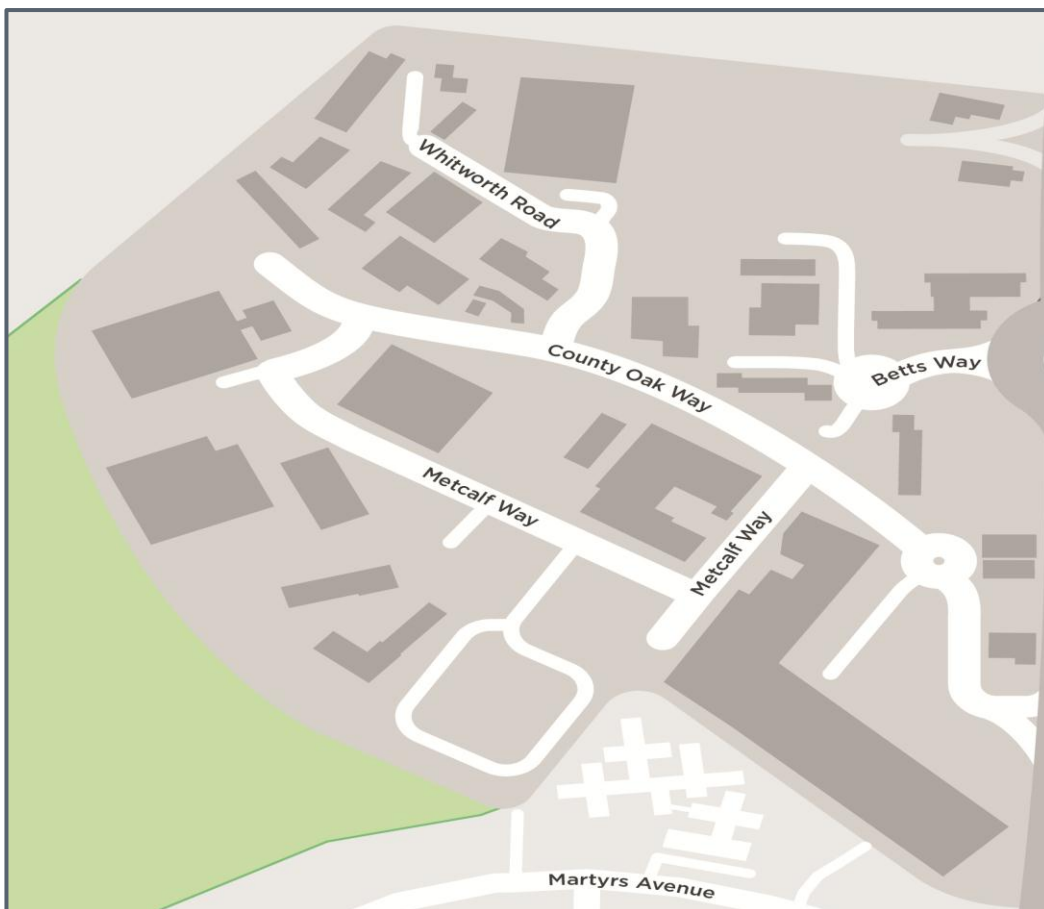 Whitworth Road
County Oak Way
Betts Way
Metcalf Way
Metcalf Way
Martyrs Avenue